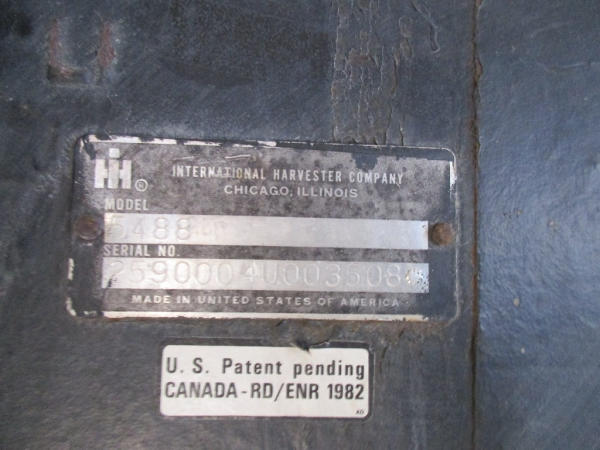 IH ©
INTERNATIONAL HARVESTER COMPANY
CHICAGO, ILLINOIS
MODEL
5488
SERIAL NO.
MADE IN UNITED STATES OF AMERICA
U. S. Patent pending
CANADA - RD/ENR 1982